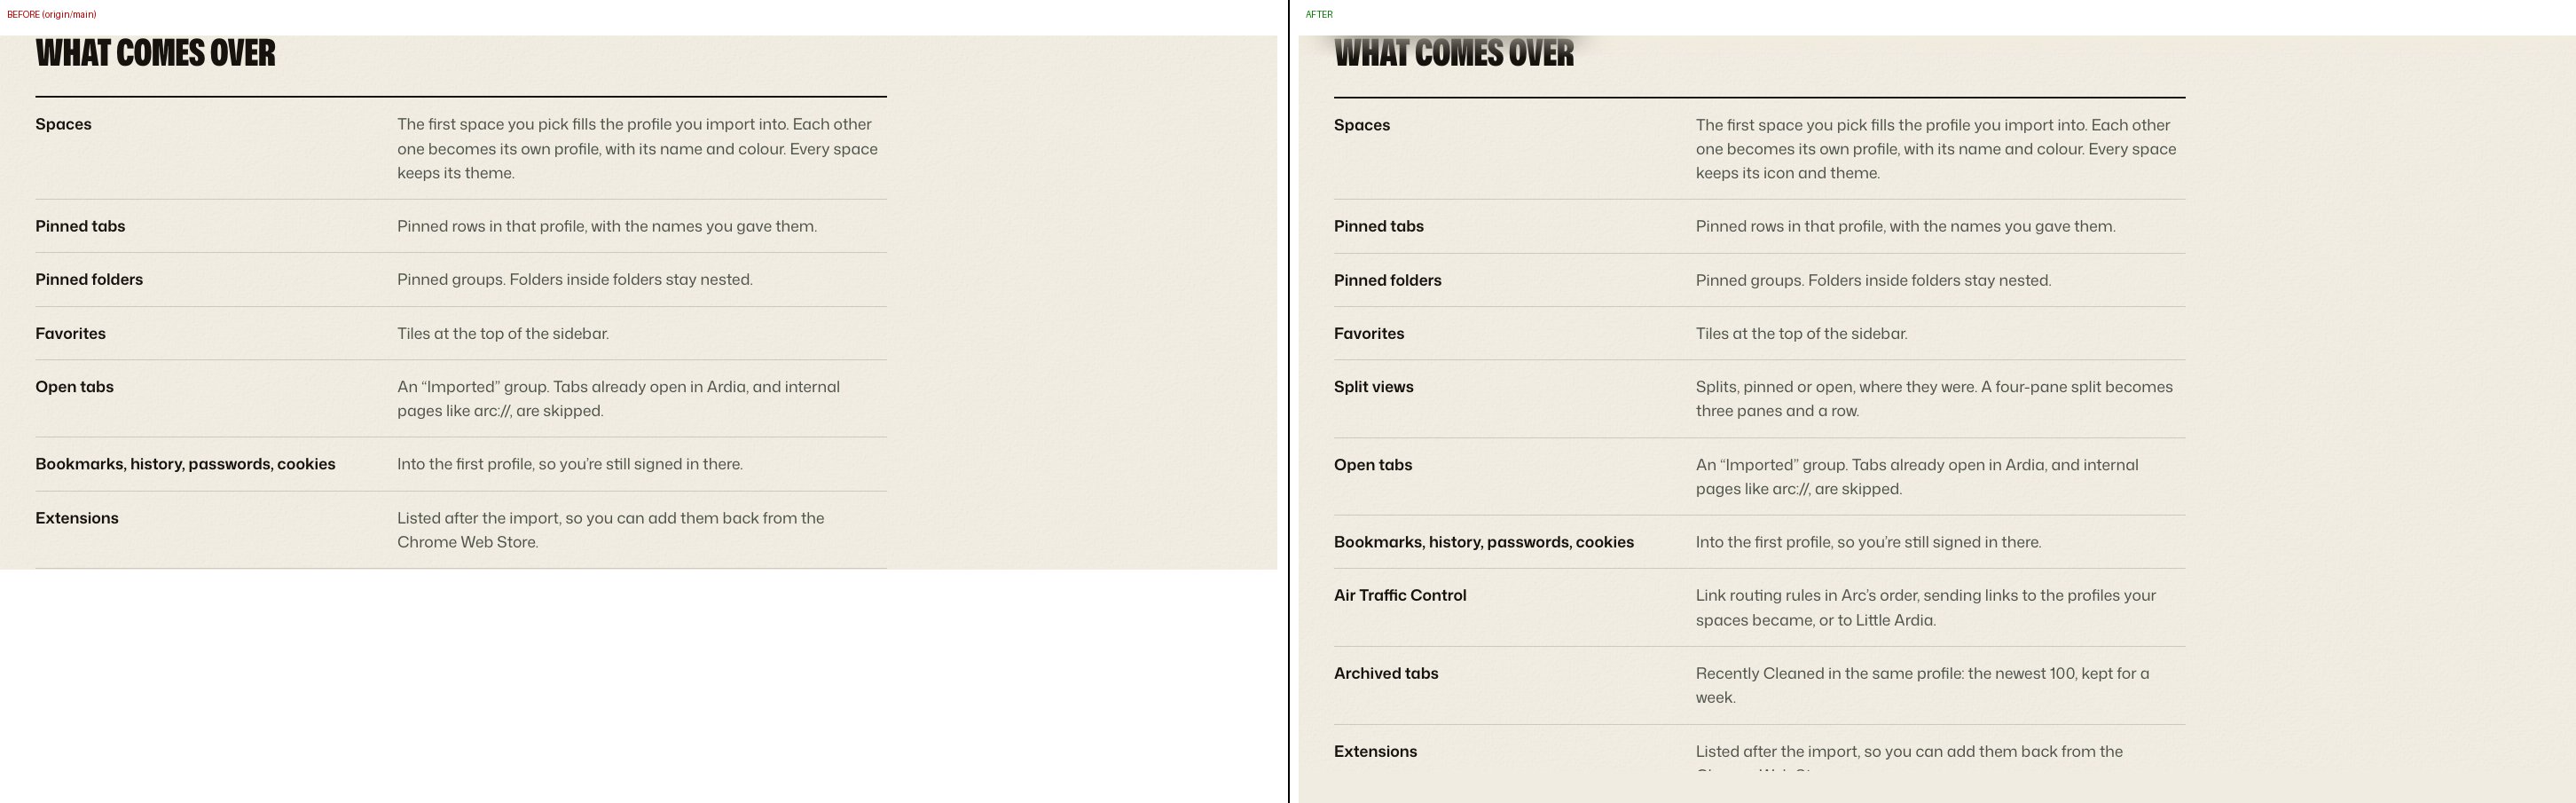 BEFORE (origin/main)
WHAT COMES OVER
Spaces
The first space you pick fills the profile you import into. Each other
one becomes its own profile, with its name and colour. Every space
keeps its theme.
Pinned tabs
Pinned rows in that profile, with the names you gave them.
Pinned folders
Pinned groups. Folders inside folders stay nested.
Favorites
Tiles at the top of the sidebar.
Open tabs
An “Imported” group. Tabs already open in Ardia, and internal
pages like arc://, are skipped.
Bookmarks, history, passwords, cookies
Into the first profile, so you’re still signed in there.
Extensions
Listed after the import, so you can add them back from the
Chrome Web Store.
AFTER
WHAT COMES OVER
Spaces
The first space you pick fills the profile you import into. Each other
one becomes its own profile, with its name and colour. Every space
keeps its icon and theme.
Pinned tabs
Pinned rows in that profile, with the names you gave them.
Pinned folders
Pinned groups. Folders inside folders stay nested.
Favorites
Tiles at the top of the sidebar.
Split views
Splits, pinned or open, where they were. A four-pane split becomes
three panes and a row.
Open tabs
An “Imported” group. Tabs already open in Ardia, and internal
pages like arc://, are skipped.
Bookmarks, history, passwords, cookies
Into the first profile, so you’re still signed in there.
Air Traffic Control
Link routing rules in Arc’s order, sending links to the profiles your
spaces became, or to Little Ardia.
Archived tabs
Recently Cleaned in the same profile: the newest 100, kept for a
week.
Extensions
Listed after the import, so you can add them back from the